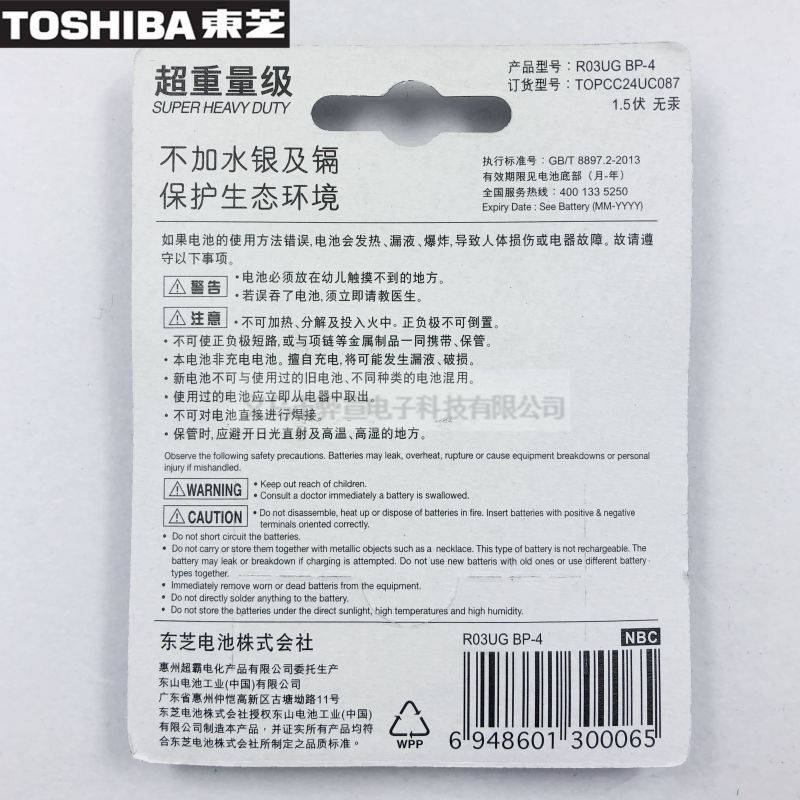 TOSHIBA 東芝
超重量级
SUPER HEAVY DUTY
产品型号：R03UG BP-4
订货型号：TOPCC24UC087
1.5伏 无汞
不加水银及镉
保护生态环境
执行标准号：GB/T 8897.2-2013
有效期限见电池底部（月-年）
全国服务热线：400 133 5250
Expiry Date : See Battery (MM-YYYY)
如果电池的使用方法错误,电池会发热、漏液、爆炸,导致人体损伤或电器故障。故请遵
守以下事项。
警告
・电池必须放在幼儿触摸不到的地方。
・若误吞了电池,须立即请教医生。
注意
・不可加热、分解及投入火中。正负极不可倒置。
・不可使正负极短路,或与项链等金属制品一同携带、保管。
・本电池非充电电池。擅自充电,将可能发生漏液、破损。
・新电池不可与使用过的旧电池、不同种类的电池混用。
・使用过的电池应立即从电器中取出。
电子科技有限公司
・不可对电池直接进行焊接。
・保管时,应避开日光直射及高温、高湿的地方。
Observe the following safety precautions. Batteries may leak, overheat, rupture or cause equipment breakdowns or personal
injury if mishandled.
WARNING
• Keep out reach of children.
• Consult a doctor immediately a battery is swallowed.
CAUTION
• Do not disassemble, heat up or dispose of batteries in fire. Insert batteries with positive & negative
terminals oriented correctly.
• Do not short circuit the batteries.
• Do not carry or store them together with metallic objects such as a necklace. This type of battery is not rechargeable. The
battery may leak or breakdown if charging is attempted. Do not use new batteris with old ones or use different battery
types together.
• Immediately remove worn or dead battries from the equipment.
• Do not directly solder anything to the battery.
• Do not store the batteries under the direct sunlight, high temperatures and high humidity.
东芝电池株式会社
惠州超霸电化产品有限公司委托生产
东山电池工业(中国)有限公司
广东省惠州仲恺高新区古塘坳路11号
东芝电池株式会社授权东山电池工业(中国)
有限公司制造本产品，并证实所有产品均符
合东芝电池株式会社所制定之品质标准。
WPP
R03UG BP-4
NBC
6 948601 300065